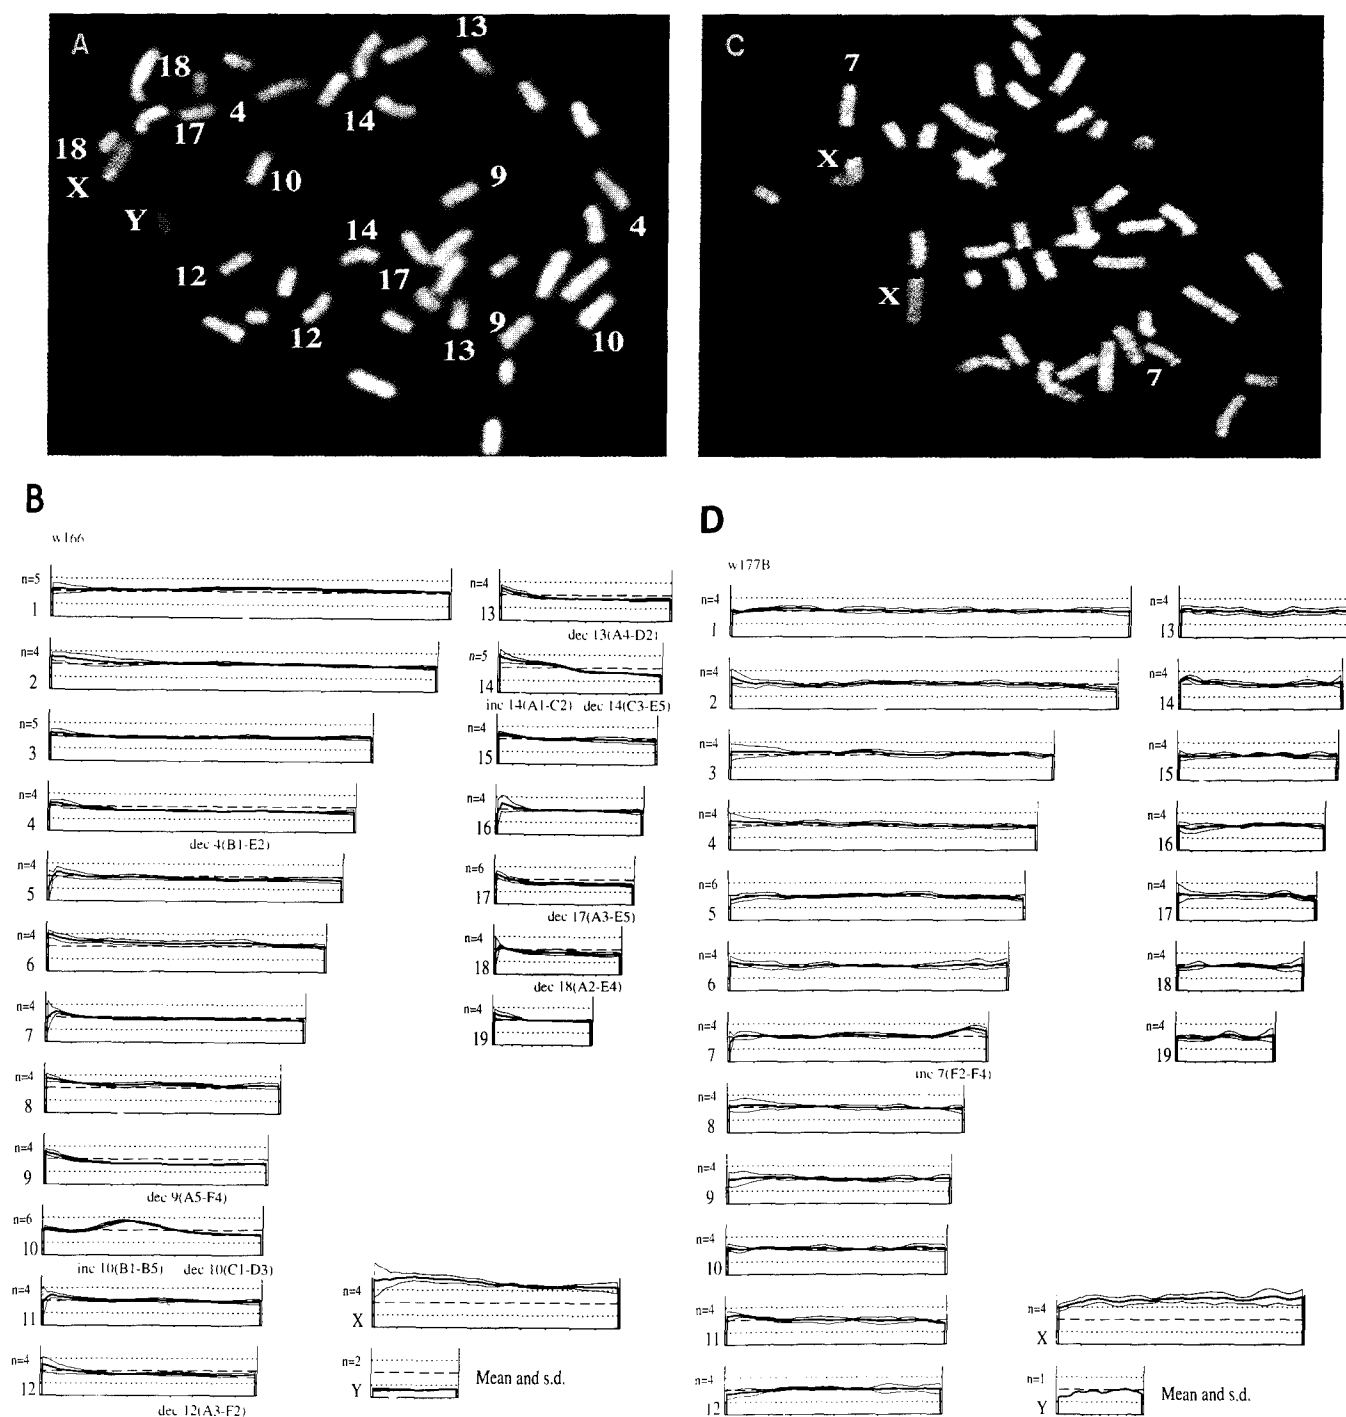 A
13
18
4
17
14
18
X
10
9
Y
4
14
12
17
12
13
9
10
C
7
X
X
7
B
w166
n=5
1
n=4
2
n=5
3
n=4
4
dec 4(B1-E2)
n=4
5
n=4
6
n=4
7
n=4
8
n=4
9
dec 9(A5-F4)
n=6
10
inc 10(B1-B5) dec 10(C1-D3)
n=4
11
n=4
12
dec 12(A3-F2)
n=4
13
dec 13(A4-D2)
n=5
14
inc 14(A1-C2) dec 14(C3-E5)
n=4
15
n=4
16
n=6
17
dec 17(A3-E5)
n=4
18
dec 18(A2-E4)
n=4
19
n=4
X
n=2
Y
Mean and s.d.
D
w177B
n=4
1
n=4
2
n=4
3
n=4
4
n=6
5
n=4
6
n=4
7
inc 7(F2-F4)
n=4
8
n=4
9
n=4
10
n=4
11
n=4
12
n=4
13
n=4
14
n=4
15
n=4
16
n=4
17
n=4
18
n=4
19
n=4
X
n=1
Y
Mean and s.d.